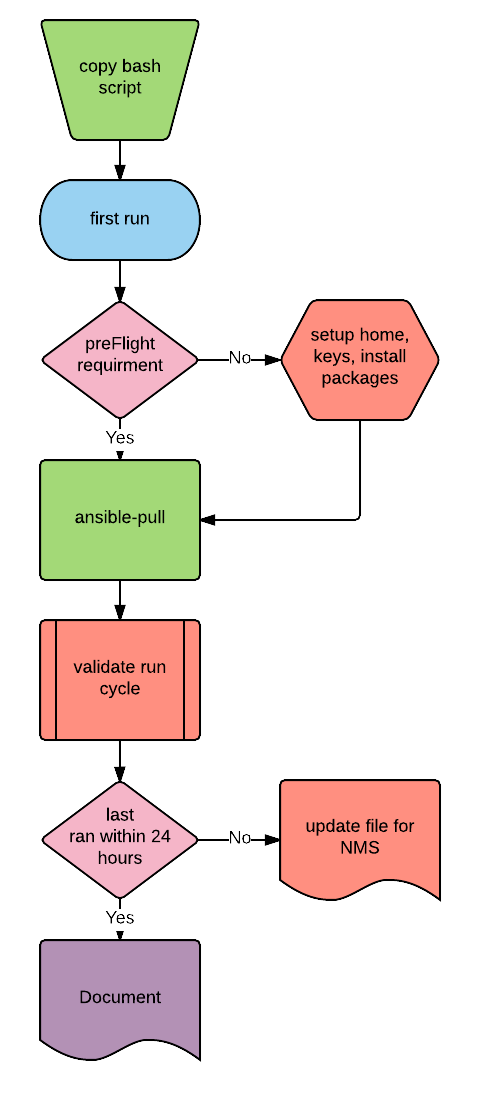 copy bash
script
first run
preFlight
requirment
No
setup home,
keys, install
packages
Yes
ansible-pull
validate run
cycle
last
ran within 24
hours
No
update file for
NMS
Yes
Document